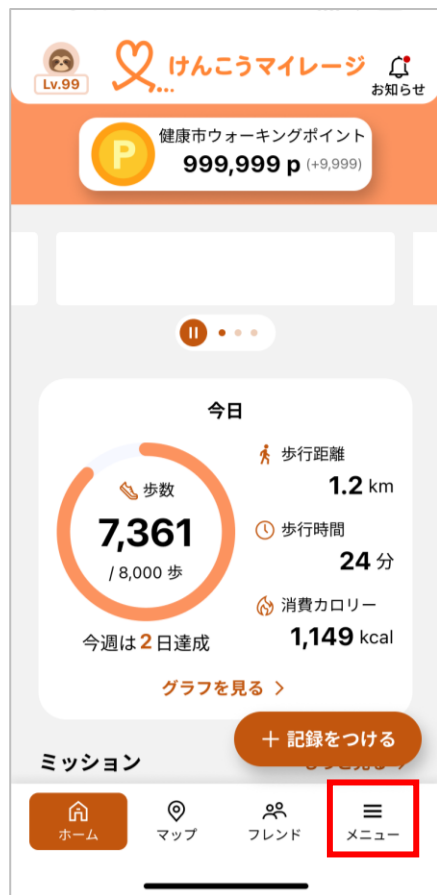 Lv.99
けんこうマイレージ
お知らせ
P
健康市ウォーキングポイント
999,999 p (+9,999)
今日
歩数
7,361
/ 8,000 歩
今週は2日達成
歩行距離
1.2 km
歩行時間
24 分
消費カロリー
1,149 kcal
グラフを見る
ミッション
+ 記録をつける
ホーム
マップ
フレンド
メニュー